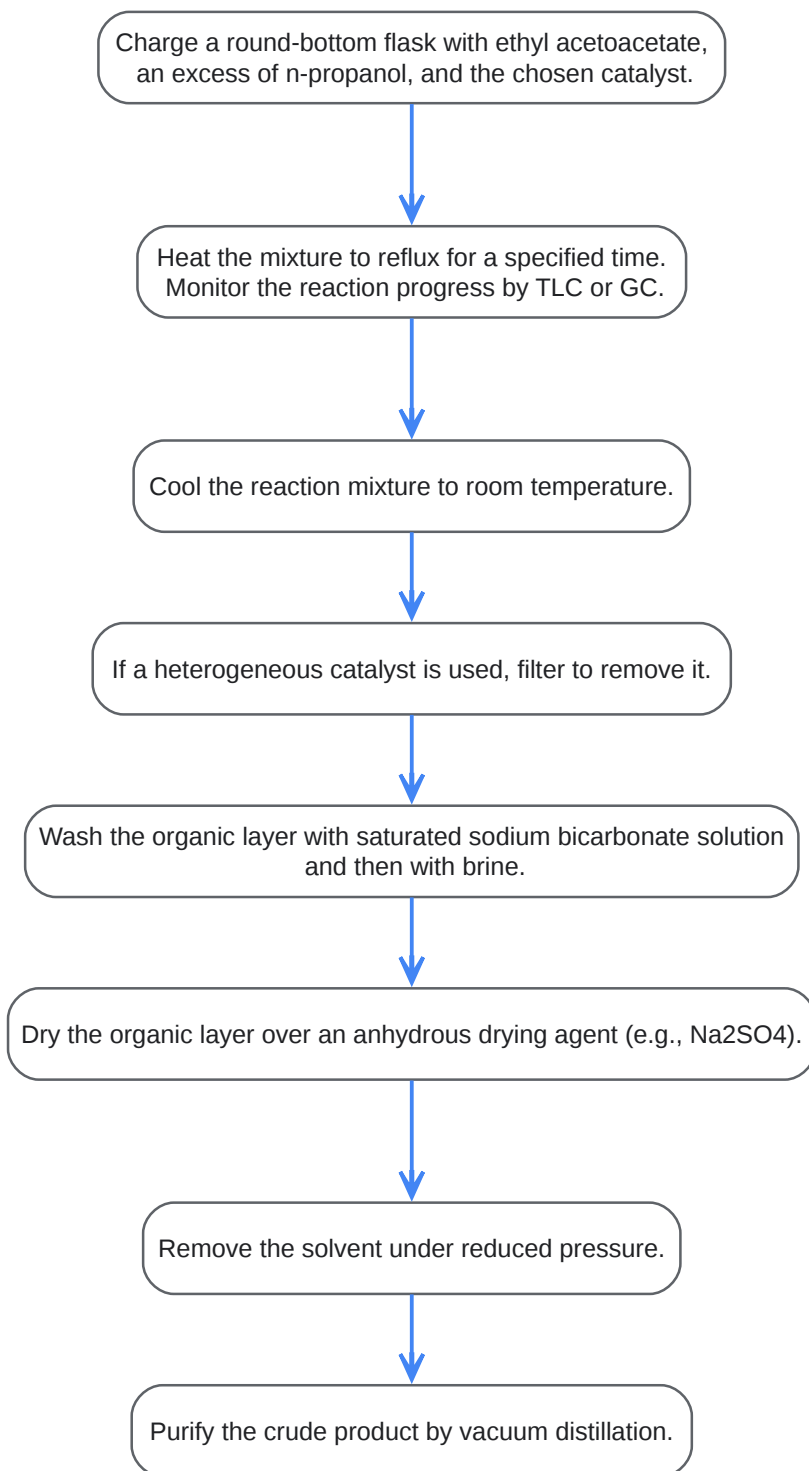 Charge a round-bottom flask with ethyl acetoacetate,
an excess of n-propanol, and the chosen catalyst.
Heat the mixture to reflux for a specified time.
Monitor the reaction progress by TLC or GC.
Cool the reaction mixture to room temperature.
If a heterogeneous catalyst is used, filter to remove it.
Wash the organic layer with saturated sodium bicarbonate solution
and then with brine.
Dry the organic layer over an anhydrous drying agent (e.g., Na2SO4).
Remove the solvent under reduced pressure.
Purify the crude product by vacuum distillation.